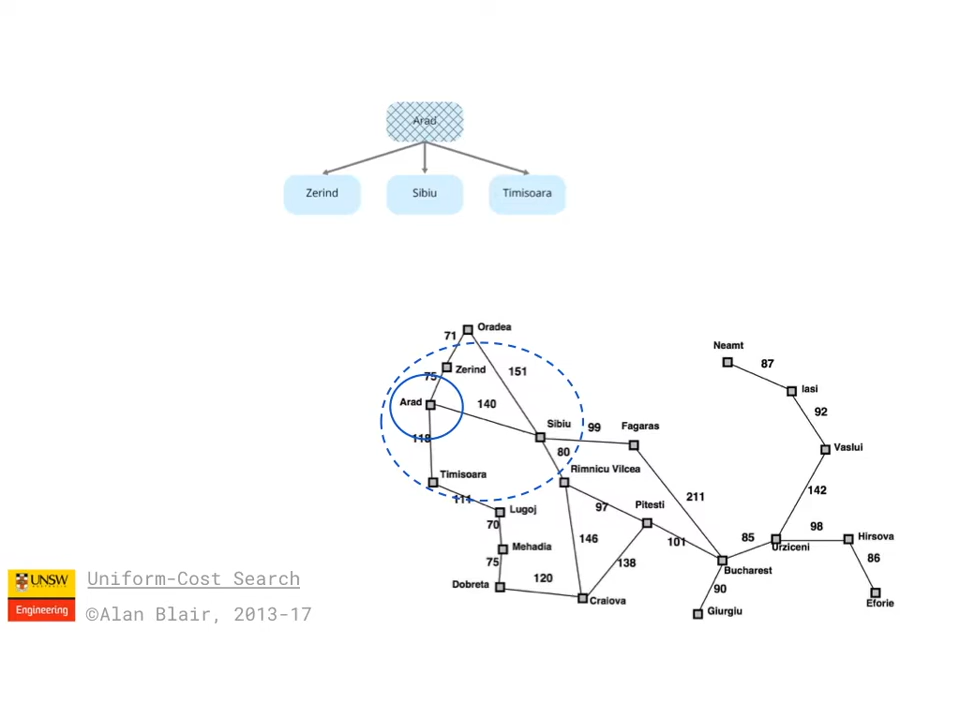 Arad
Zerind
Sibiu
Timisoara
Oradea
71
Neamt
87
Zerind
75
151
Iasi
Arad
140
92
Sibiu
99
Fagaras
118
80
Vaslui
Timisoara
Rimnicu Vilcea
142
111
211
97
Pitesti
Lugoj
70
98
Hirsova
146
101
85
Urziceni
Mehadia
86
75
138
Bucharest
Dobreta
120
90
Craiova
Eforie
Giurgiu
UNSW
AUSTRALIA
Engineering
Uniform-Cost Search
©Alan Blair, 2013-17